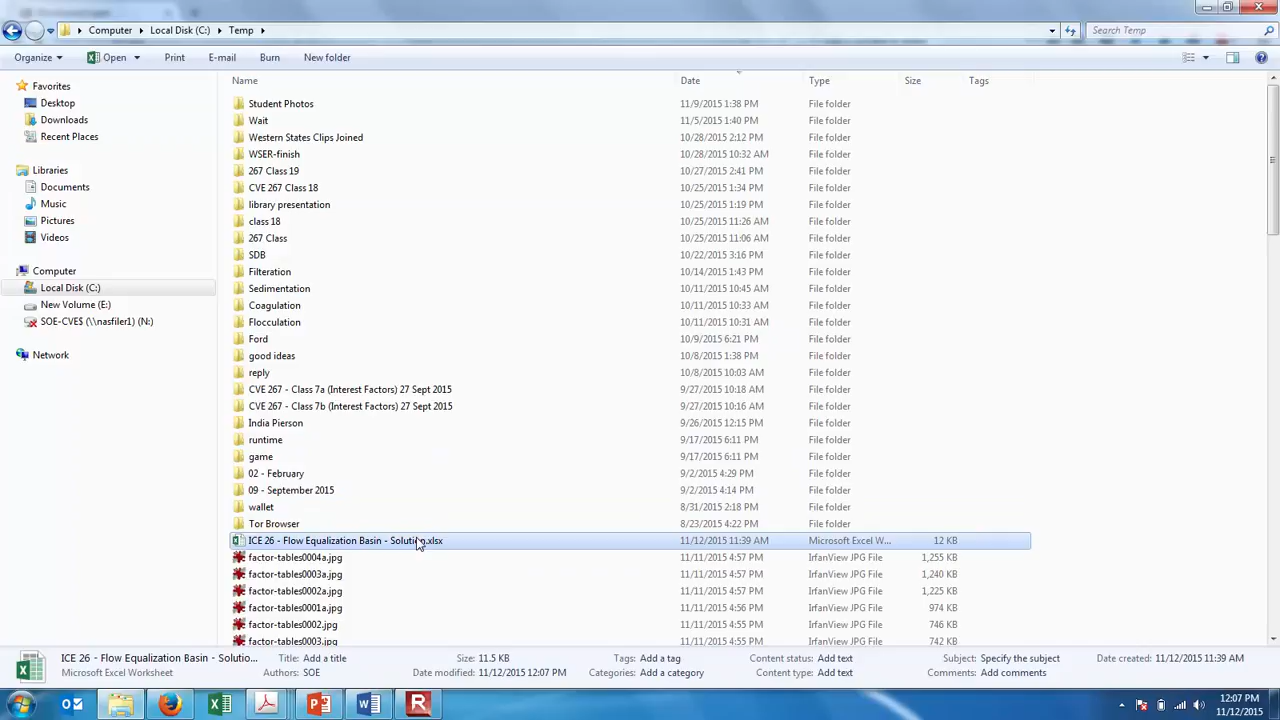 Computer ▸ Local Disk (C:) ▸ Temp ▸
Search Temp
Organize Open Print E-mail Burn New folder
Name Date Type Size Tags
Favorites
Desktop
Downloads
Recent Places
Libraries
Documents
Music
Pictures
Videos
Computer
Local Disk (C:)
New Volume (E:)
SOE-CVE$ (\\nasfiler1) (N:)
Network
Student Photos 11/9/2015 1:38 PM File folder
Wait 11/5/2015 1:40 PM File folder
Western States Clips Joined 10/28/2015 2:12 PM File folder
WSER-finish 10/28/2015 10:32 AM File folder
267 Class 19 10/27/2015 2:41 PM File folder
CVE 267 Class 18 10/25/2015 1:34 PM File folder
library presentation 10/25/2015 1:19 PM File folder
class 18 10/25/2015 11:26 AM File folder
267 Class 10/25/2015 11:06 AM File folder
SDB 10/22/2015 3:16 PM File folder
Filteration 10/14/2015 1:43 PM File folder
Sedimentation 10/11/2015 10:45 AM File folder
Coagulation 10/11/2015 10:43 AM File folder
Flocculation 10/11/2015 10:31 AM File folder
Ford 10/9/2015 6:21 PM File folder
good ideas 10/8/2015 1:38 PM File folder
reply 10/8/2015 10:03 AM File folder
CVE 267 - Class 7a (Interest Factors) 27 Sept 2015 9/27/2015 10:18 AM File folder
CVE 267 - Class 7b (Interest Factors) 27 Sept 2015 9/27/2015 10:16 AM File folder
India Pierson 9/26/2015 12:15 PM File folder
runtime 9/17/2015 6:11 PM File folder
game 9/17/2015 6:11 PM File folder
02 - February 9/2/2015 4:29 PM File folder
09 - September 2015 9/2/2015 4:14 PM File folder
wallet 8/31/2015 2:18 PM File folder
Tor Browser 8/23/2015 4:22 PM File folder
ICE 26 - Flow Equalization Basin - Solution.xlsx 11/12/2015 11:39 AM Microsoft Excel W... 12 KB
factor-tables0004a.jpg 11/11/2015 4:57 PM IrfanView JPG File 1,255 KB
factor-tables0003a.jpg 11/11/2015 4:57 PM IrfanView JPG File 1,240 KB
factor-tables0002a.jpg 11/11/2015 4:57 PM IrfanView JPG File 1,225 KB
factor-tables0001a.jpg 11/11/2015 4:56 PM IrfanView JPG File 974 KB
factor-tables0002.jpg 11/11/2015 4:55 PM IrfanView JPG File 746 KB
factor-tables0003.jpg 11/11/2015 4:55 PM IrfanView JPG File 742 KB
ICE 26 - Flow Equalization Basin - Solutio... Title: Add a title Size: 11.5 KB Tags: Add a tag Content status: Add text Subject: Specify the subject Date created: 11/12/2015 11:39 AM
Microsoft Excel Worksheet Authors: SOE Date modified: 11/12/2015 12:07 PM Categories: Add a category Content type: Add text Comments: Add comments
12:07 PM
11/12/2015